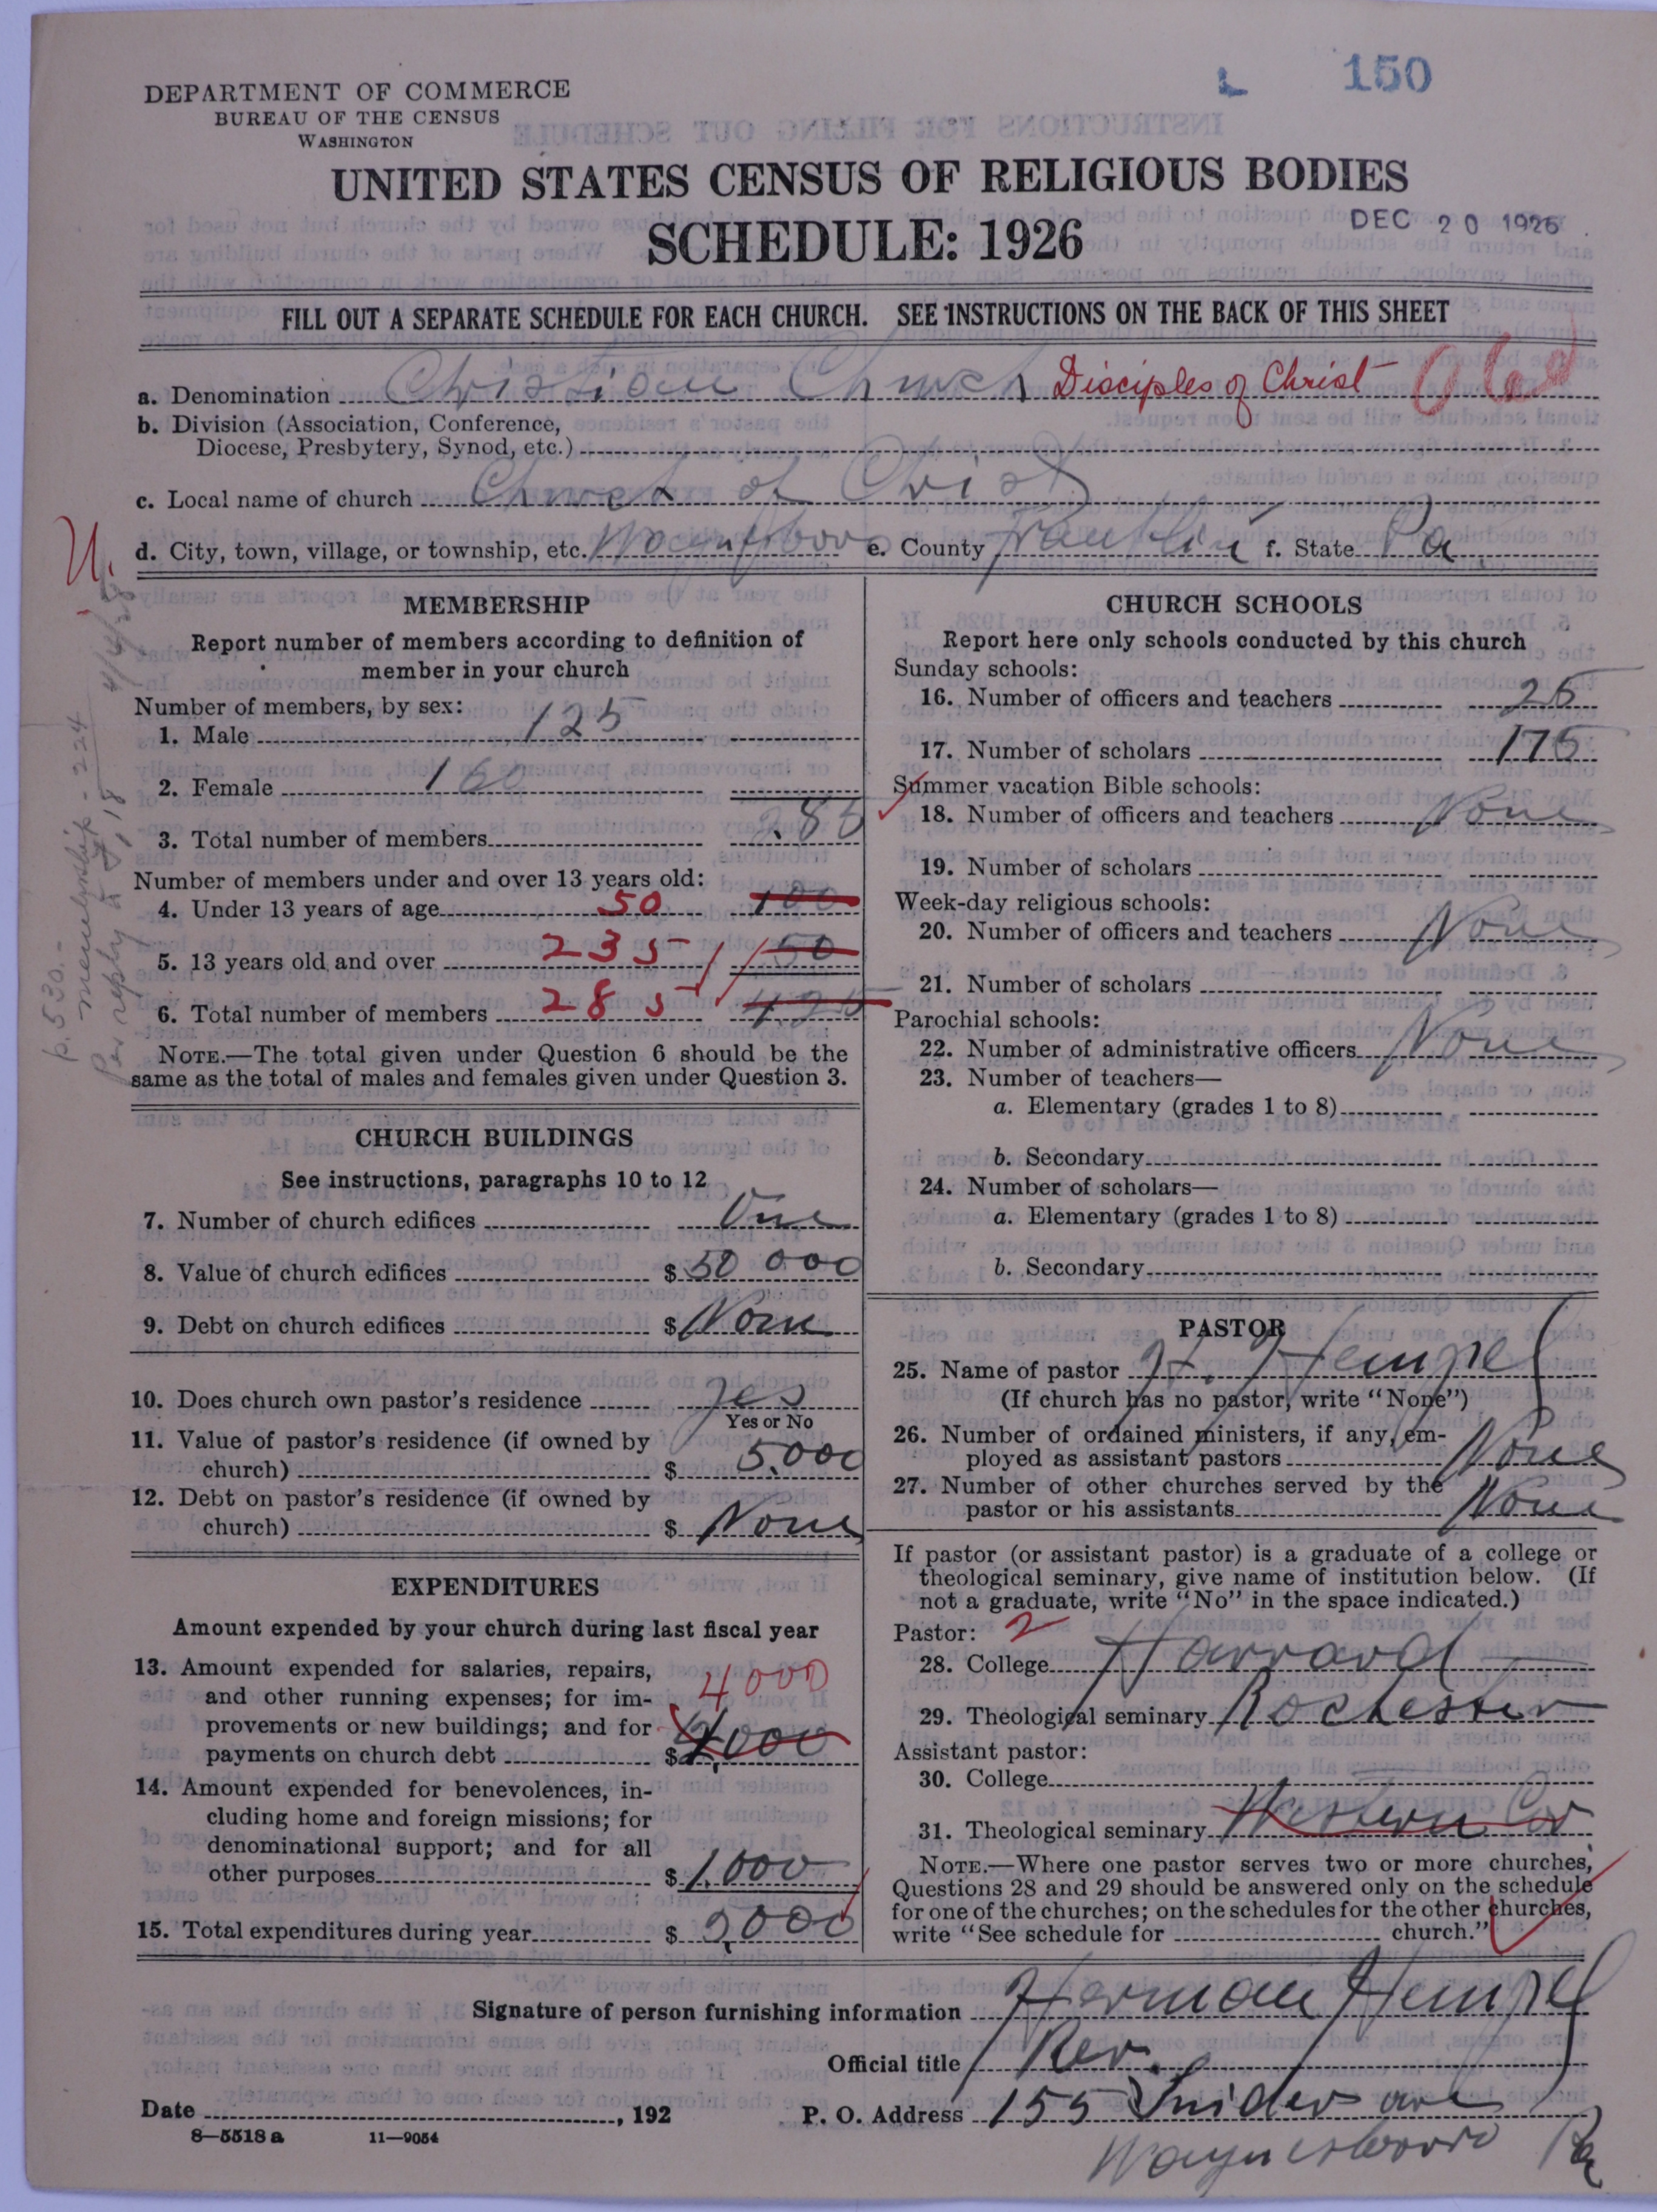 150
DEPARTMENT OF COMMERCE
BUREAU OF THE CENSUS
WASHINGTON
UNITED STATES CENSUS OF RELIGIOUS BODIES
SCHEDULE: 1926
DEC 20 1926
FILL OUT A SEPARATE SCHEDULE FOR EACH CHURCH. SEE INSTRUCTIONS ON THE BACK OF THIS SHEET
a. Denomination Christian Church Disciples of Christ
b. Division (Association, Conference,
Diocese, Presbytery, Synod, etc.)
c. Local name of church Church of Christ
d. City, town, village, or township, etc. Waynesboro e. County Franklin f. State Pa
MEMBERSHIP
Report number of members according to definition of
member in your church
Number of members, by sex:
1. Male 125
2. Female 160
3. Total number of members 285
Number of members under and over 13 years old:
4. Under 13 years of age 50 100
5. 13 years old and over 235 50
6. Total number of members 285 425
NOTE.—The total given under Question 6 should be the
same as the total of males and females given under Question 3.
p. 530.-
membership - 224
CHURCH BUILDINGS
See instructions, paragraphs 10 to 12
7. Number of church edifices One
8. Value of church edifices $ 50 000
9. Debt on church edifices $ None
10. Does church own pastor's residence yes
Yes or No
11. Value of pastor's residence (if owned by
church) $ 5.000
12. Debt on pastor's residence (if owned by
church) $ None
EXPENDITURES
Amount expended by your church during last fiscal year
13. Amount expended for salaries, repairs,
and other running expenses; for im-
provements or new buildings; and for
payments on church debt $ 4000
14. Amount expended for benevolences, in-
cluding home and foreign missions; for
denominational support; and for all
other purposes $ 1,000
15. Total expenditures during year $ 5000
CHURCH SCHOOLS
Report here only schools conducted by this church
Sunday schools:
16. Number of officers and teachers 25
17. Number of scholars 175
Summer vacation Bible schools:
18. Number of officers and teachers None
19. Number of scholars
Week-day religious schools:
20. Number of officers and teachers None
21. Number of scholars
Parochial schools:
22. Number of administrative officers None
23. Number of teachers—
a. Elementary (grades 1 to 8)
b. Secondary
24. Number of scholars—
a. Elementary (grades 1 to 8)
b. Secondary
PASTOR
25. Name of pastor H. Hempel
(If church has no pastor, write "None")
26. Number of ordained ministers, if any, em-
ployed as assistant pastors None
27. Number of other churches served by the
pastor or his assistants None
If pastor (or assistant pastor) is a graduate of a college or
theological seminary, give name of institution below. (If
not a graduate, write "No" in the space indicated.)
Pastor: 2
28. College Harvard
29. Theological seminary Rochester
Assistant pastor:
30. College
31. Theological seminary Western
NOTE.—Where one pastor serves two or more churches,
Questions 28 and 29 should be answered only on the schedule
for one of the churches; on the schedules for the other churches,
write "See schedule for church."
Signature of person furnishing information Herman Hempel
Official title Rev.
Date , 192 P. O. Address 155 Snider ave
8—5518 a 11—9054
Waynesboro Pa